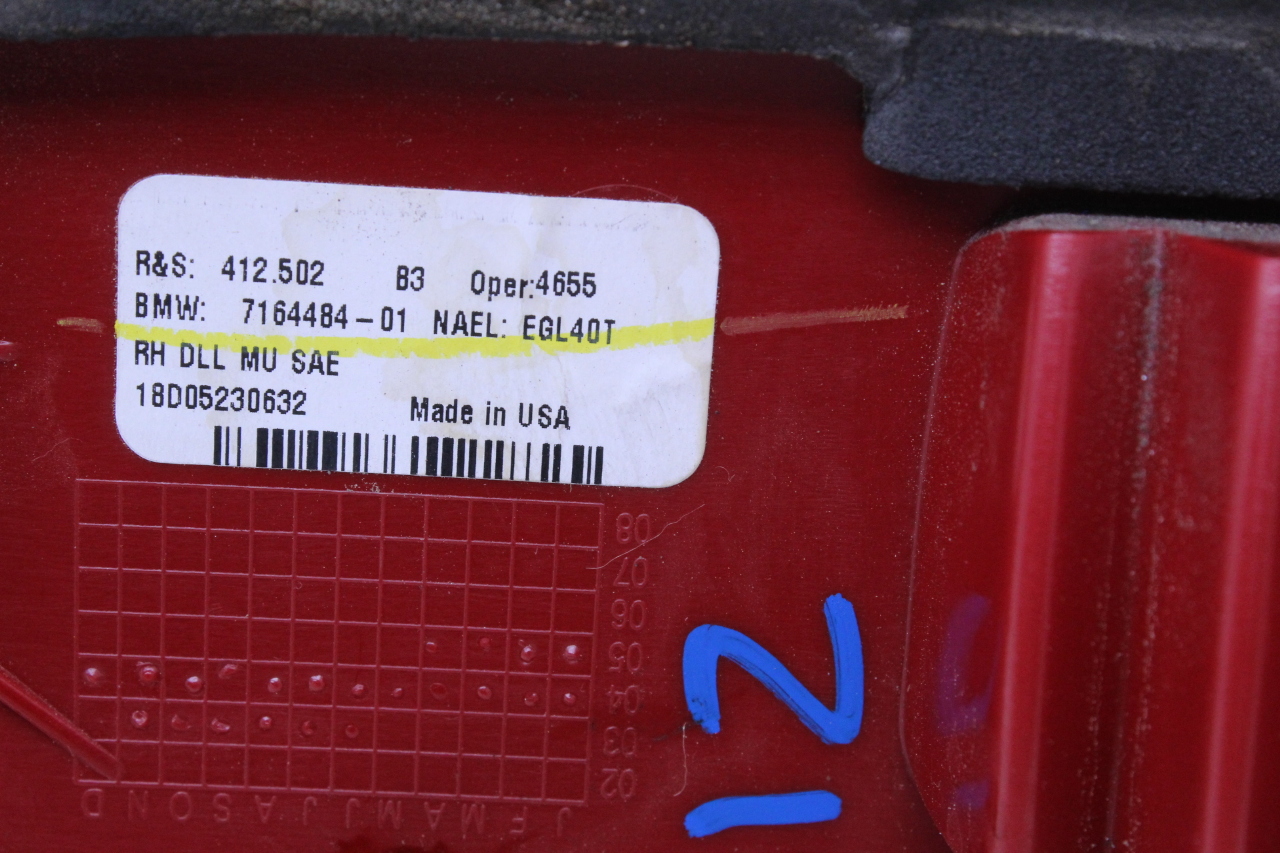 R&S: 412.502 B3 Oper:4655
BMW: 7164484-01 NAEL: EGL40T
RH DLL MU SAE
18D05230632 Made in USA
08
07
06
05
04
03
02
J F M A M J J A S O N D
12